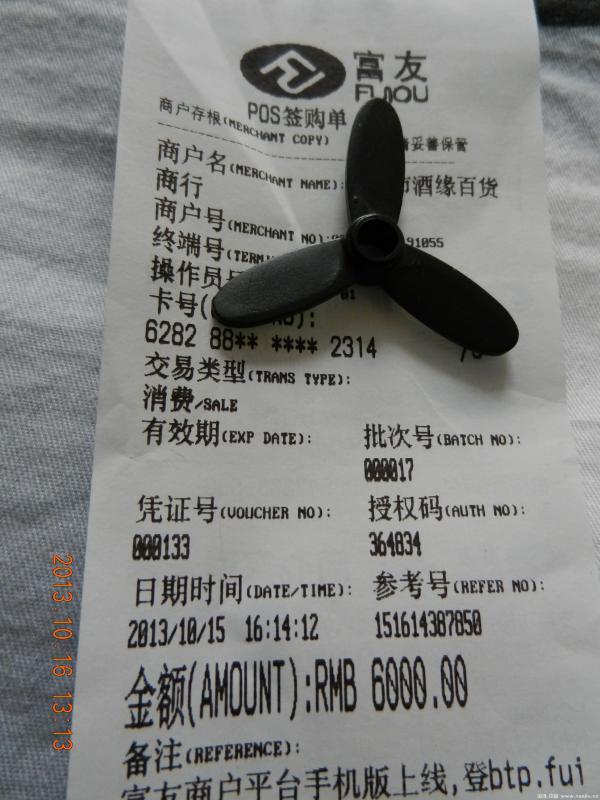 富友
FUIOU
POS签购单
商户存根(MERCHANT COPY)
妥善保管
商户名(MERCHANT NAME): 市酒缘百货
商行
商户号(MERCHANT NO): 91055
终端号
操作员
卡号
6282 88** **** 2314
交易类型(TRANS TYPE):
消费/SALE
有效期(EXP DATE): 批次号(BATCH NO):
000017
凭证号(VOUCHER NO): 授权码(AUTH NO):
000133 364834
日期时间(DATE/TIME): 参考号(REFER NO):
2013/10/15 16:14:12 151614387850
金额(AMOUNT):RMB 6000.00
备注(REFERENCE):
富友商户平台手机版上线,登btp.fui
2013.10.16 13:13